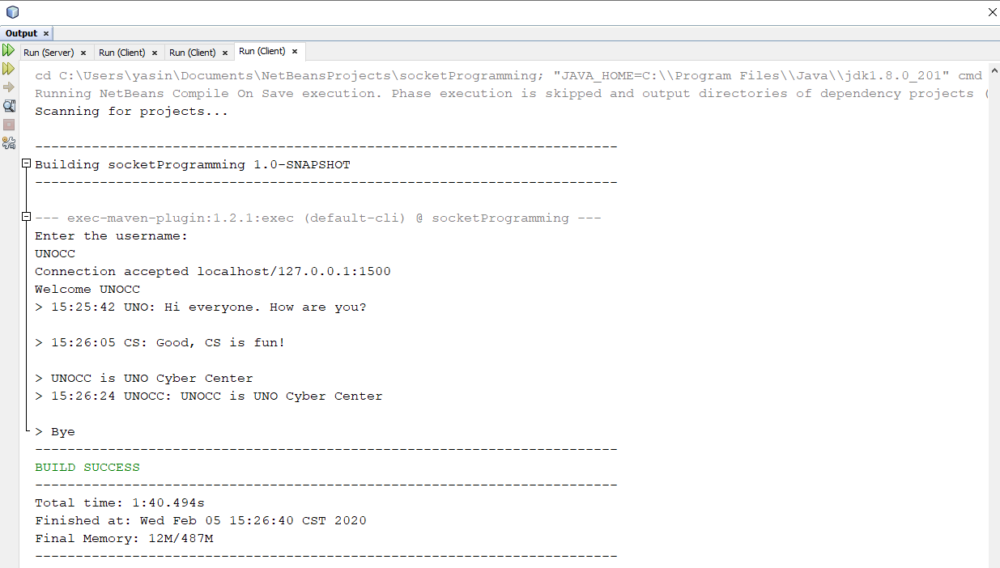 Output
Run (Server) Run (Client) Run (Client) Run (Client)
cd C:\Users\yasin\Documents\NetBeansProjects\socketProgramming; "JAVA_HOME=C:\\Program Files\\Java\\jdk1.8.0_201" cmd
Running NetBeans Compile On Save execution. Phase execution is skipped and output directories of dependency projects (
Scanning for projects...
------------------------------------------------------------------------
Building socketProgramming 1.0-SNAPSHOT
------------------------------------------------------------------------
--- exec-maven-plugin:1.2.1:exec (default-cli) @ socketProgramming ---
Enter the username:
UNOCC
Connection accepted localhost/127.0.0.1:1500
Welcome UNOCC
> 15:25:42 UNO: Hi everyone. How are you?
> 15:26:05 CS: Good, CS is fun!
> UNOCC is UNO Cyber Center
> 15:26:24 UNOCC: UNOCC is UNO Cyber Center
> Bye
------------------------------------------------------------------------
BUILD SUCCESS
------------------------------------------------------------------------
Total time: 1:40.494s
Finished at: Wed Feb 05 15:26:40 CST 2020
Final Memory: 12M/487M
------------------------------------------------------------------------